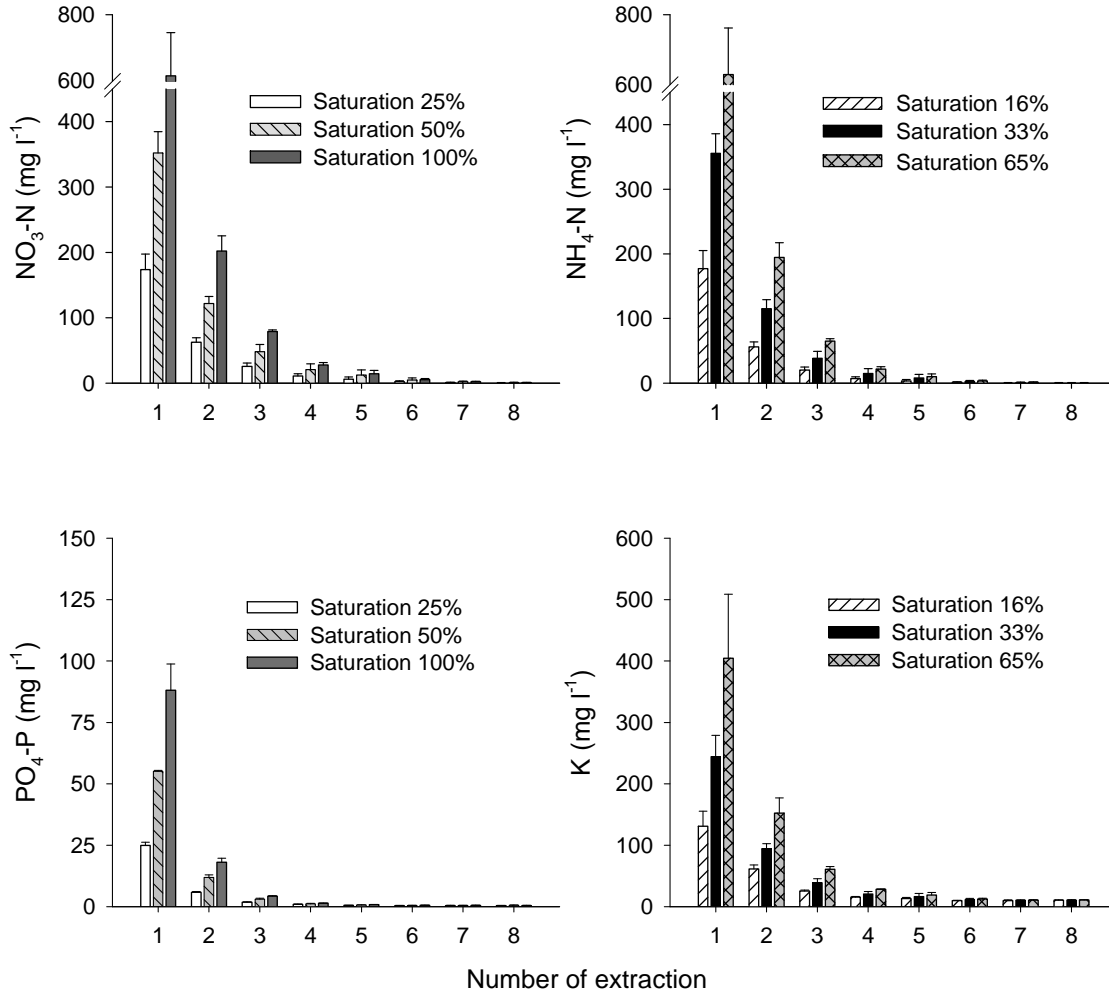 800
600
400
300
200
100
0
NO₃-N (mg l⁻¹)
Saturation 25%
Saturation 50%
Saturation 100%
1 2 3 4 5 6 7 8
800
600
400
300
200
100
0
NH₄-N (mg l⁻¹)
Saturation 16%
Saturation 33%
Saturation 65%
1 2 3 4 5 6 7 8
150
125
100
75
50
25
0
PO₄-P (mg l⁻¹)
Saturation 25%
Saturation 50%
Saturation 100%
1 2 3 4 5 6 7 8
600
500
400
300
200
100
0
K (mg l⁻¹)
Saturation 16%
Saturation 33%
Saturation 65%
1 2 3 4 5 6 7 8
Number of extraction